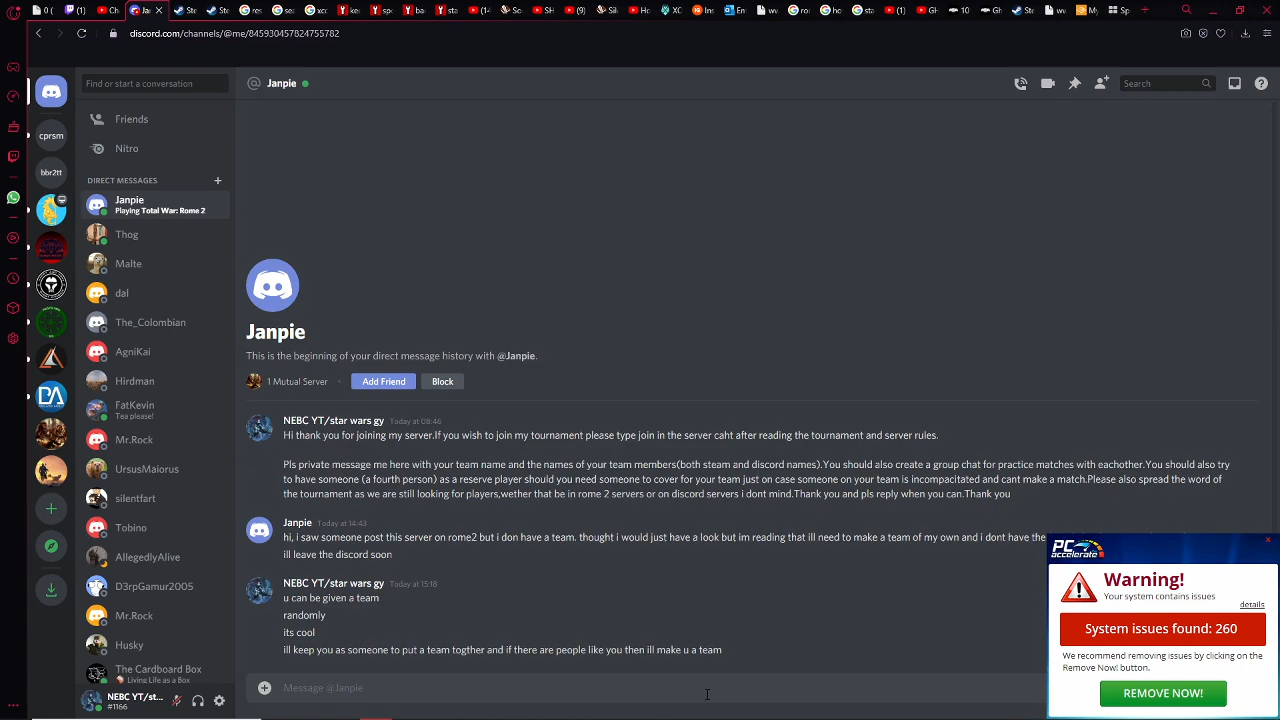 discord.com/channels/@me/845930457824755782
Find or start a conversation
Janpie
Search
cprsm
Friends
bbr2tt
Nitro
DIRECT MESSAGES
Janpie
Playing Total War: Rome 2
Thog
Malte
dal
The_Colombian
AgniKai
Hirdman
FatKevin
Tea please!
Mr.Rock
UrsusMaiorus
silentfart
Tobino
AllegedlyAlive
D3rpGamur2005
Mr.Rock
Husky
The Cardboard Box
Living Life as a Box
NEBC YT/st...
#1166
Janpie
This is the beginning of your direct message history with @Janpie.
1 Mutual Server
Add Friend
Block
NEBC YT/star wars gy Today at 08:46
Hi thank you for joining my server.If you wish to join my tournament please type join in the server caht after reading the tournament and server rules.
Pls private message me here with your team name and the names of your team members(both steam and discord names).You should also create a group chat for practice matches with eachother.You should also try
to have someone (a fourth person) as a reserve player should you need someone to cover for your team just on case someone on your team is incompacitated and cant make a match.Please also spread the word of
the tournament as we are still looking for players,wether that be in rome 2 servers or on discord servers i dont mind.Thank you and pls reply when you can.Thank you
Janpie Today at 14:43
hi, i saw someone post this server on rome2 but i don have a team. thought i would just have a look but im reading that ill need to make a team of my own and i dont have the
ill leave the discord soon
NEBC YT/star wars gy Today at 15:18
u can be given a team
randomly
its cool
ill keep you as someone to put a team togther and if there are people like you then ill make u a team
Message @Janpie
PC
accelerate
Warning!
Your system contains issues
details
System issues found: 260
We recommend removing issues by clicking on the
Remove Now! button.
REMOVE NOW!